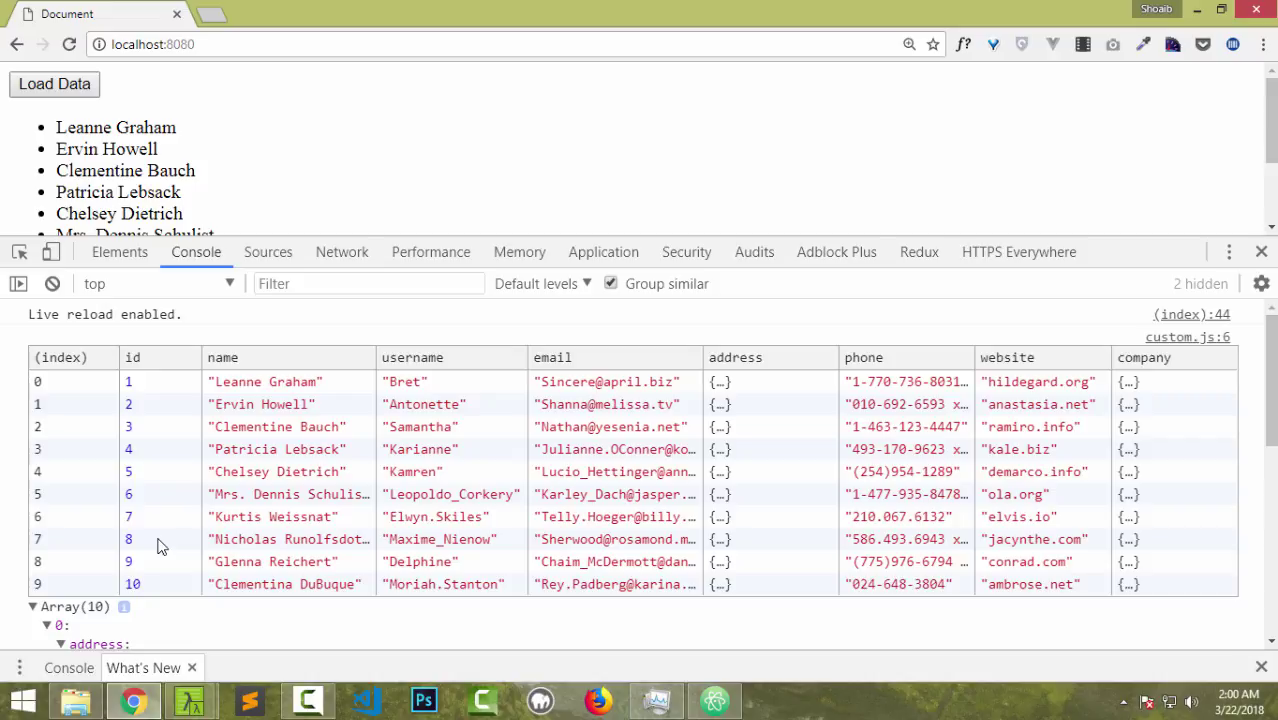 Document
Shoaib
localhost:8080
f?
Load Data
• Leanne Graham
• Ervin Howell
• Clementine Bauch
• Patricia Lebsack
• Chelsey Dietrich
• Mrs. Dennis Schulist
Elements Console Sources Network Performance Memory Application Security Audits Adblock Plus Redux HTTPS Everywhere
top Filter Default levels Group similar 2 hidden
Live reload enabled. (index):44
custom.js:6
(index) id name username email address phone website company
0 1 "Leanne Graham" "Bret" "Sincere@april.biz" {…} "1-770-736-8031… "hildegard.org" {…}
1 2 "Ervin Howell" "Antonette" "Shanna@melissa.tv" {…} "010-692-6593 x… "anastasia.net" {…}
2 3 "Clementine Bauch" "Samantha" "Nathan@yesenia.net" {…} "1-463-123-4447" "ramiro.info" {…}
3 4 "Patricia Lebsack" "Karianne" "Julianne.OConner@ko… {…} "493-170-9623 x… "kale.biz" {…}
4 5 "Chelsey Dietrich" "Kamren" "Lucio_Hettinger@ann… {…} "(254)954-1289" "demarco.info" {…}
5 6 "Mrs. Dennis Schulis… "Leopoldo_Corkery" "Karley_Dach@jasper.… {…} "1-477-935-8478… "ola.org" {…}
6 7 "Kurtis Weissnat" "Elwyn.Skiles" "Telly.Hoeger@billy.… {…} "210.067.6132" "elvis.io" {…}
7 8 "Nicholas Runolfsdot… "Maxime_Nienow" "Sherwood@rosamond.m… {…} "586.493.6943 x… "jacynthe.com" {…}
8 9 "Glenna Reichert" "Delphine" "Chaim_McDermott@dan… {…} "(775)976-6794 … "conrad.com" {…}
9 10 "Clementina DuBuque" "Moriah.Stanton" "Rey.Padberg@karina.… {…} "024-648-3804" "ambrose.net" {…}
Array(10)
0:
address:
Console What's New
Ps
2:00 AM
3/22/2018